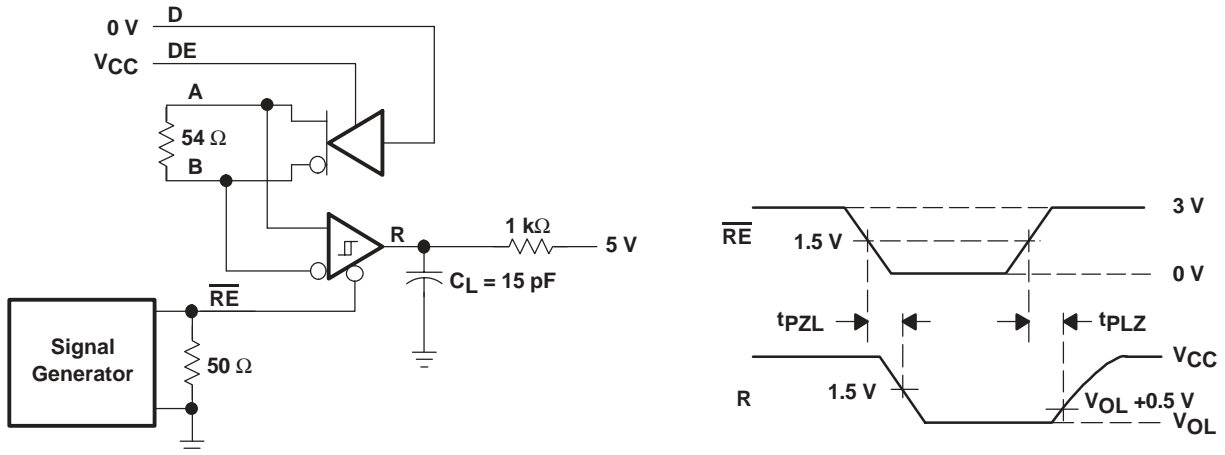 D
0 V
DE
VCC
A
54 Ω
B
R
1 kΩ
5 V
CL = 15 pF
RE
Signal
Generator
50 Ω
3 V
RE
1.5 V
0 V
tPZL
tPLZ
VCC
1.5 V
R
VOL +0.5 V
VOL